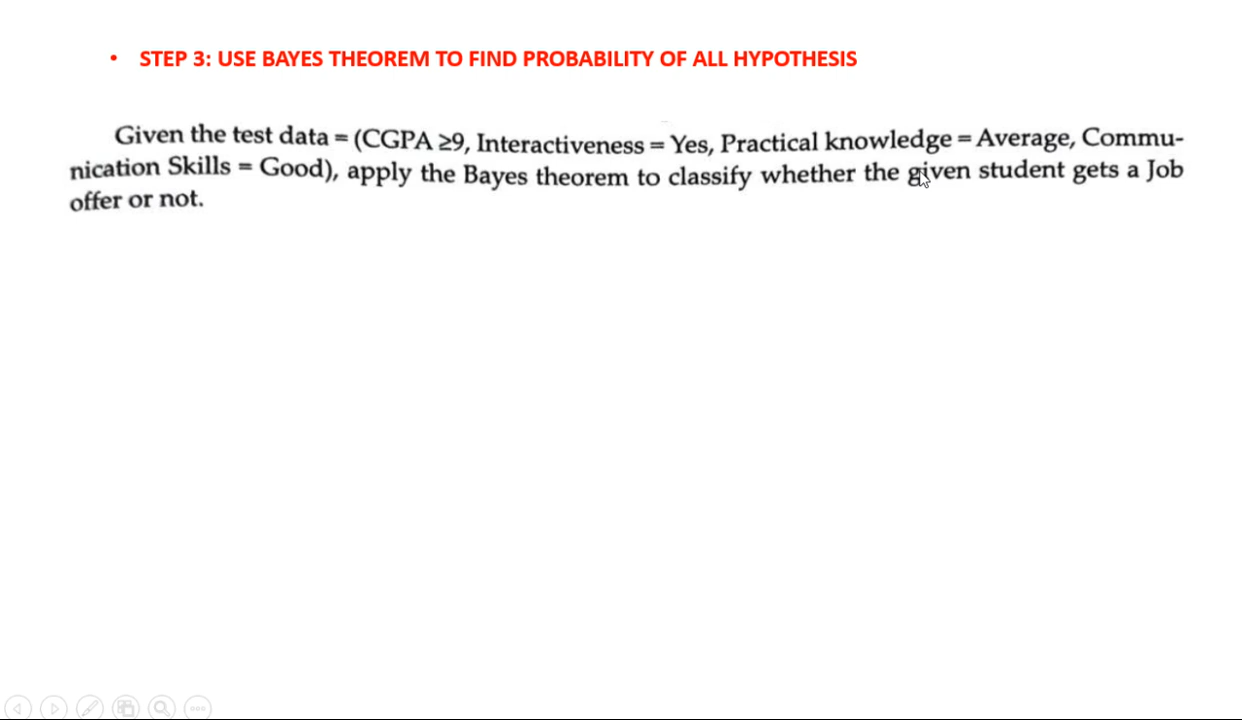 • STEP 3: USE BAYES THEOREM TO FIND PROBABILITY OF ALL HYPOTHESIS
Given the test data = (CGPA ≥9, Interactiveness = Yes, Practical knowledge = Average, Commu-
nication Skills = Good), apply the Bayes theorem to classify whether the given student gets a Job
offer or not.